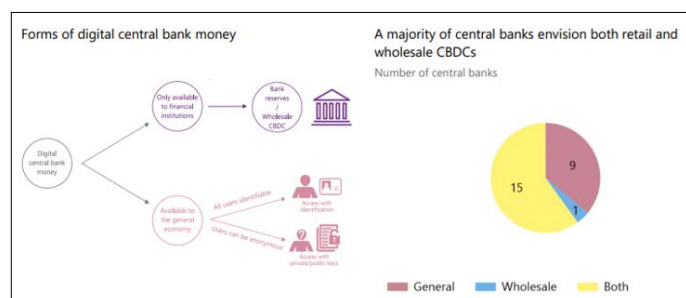 Forms of digital central bank money
Only available
to financial
institutions
Bank
reserves
/
Wholesale
CBDC
Digital
central bank
money
Available to
the general
economy
All users identifiable
Users can be anonymous
Access with
identification
Access with
private/public keys
A majority of central banks envision both retail and
wholesale CBDCs
Number of central banks
9
15
1
General
Wholesale
Both